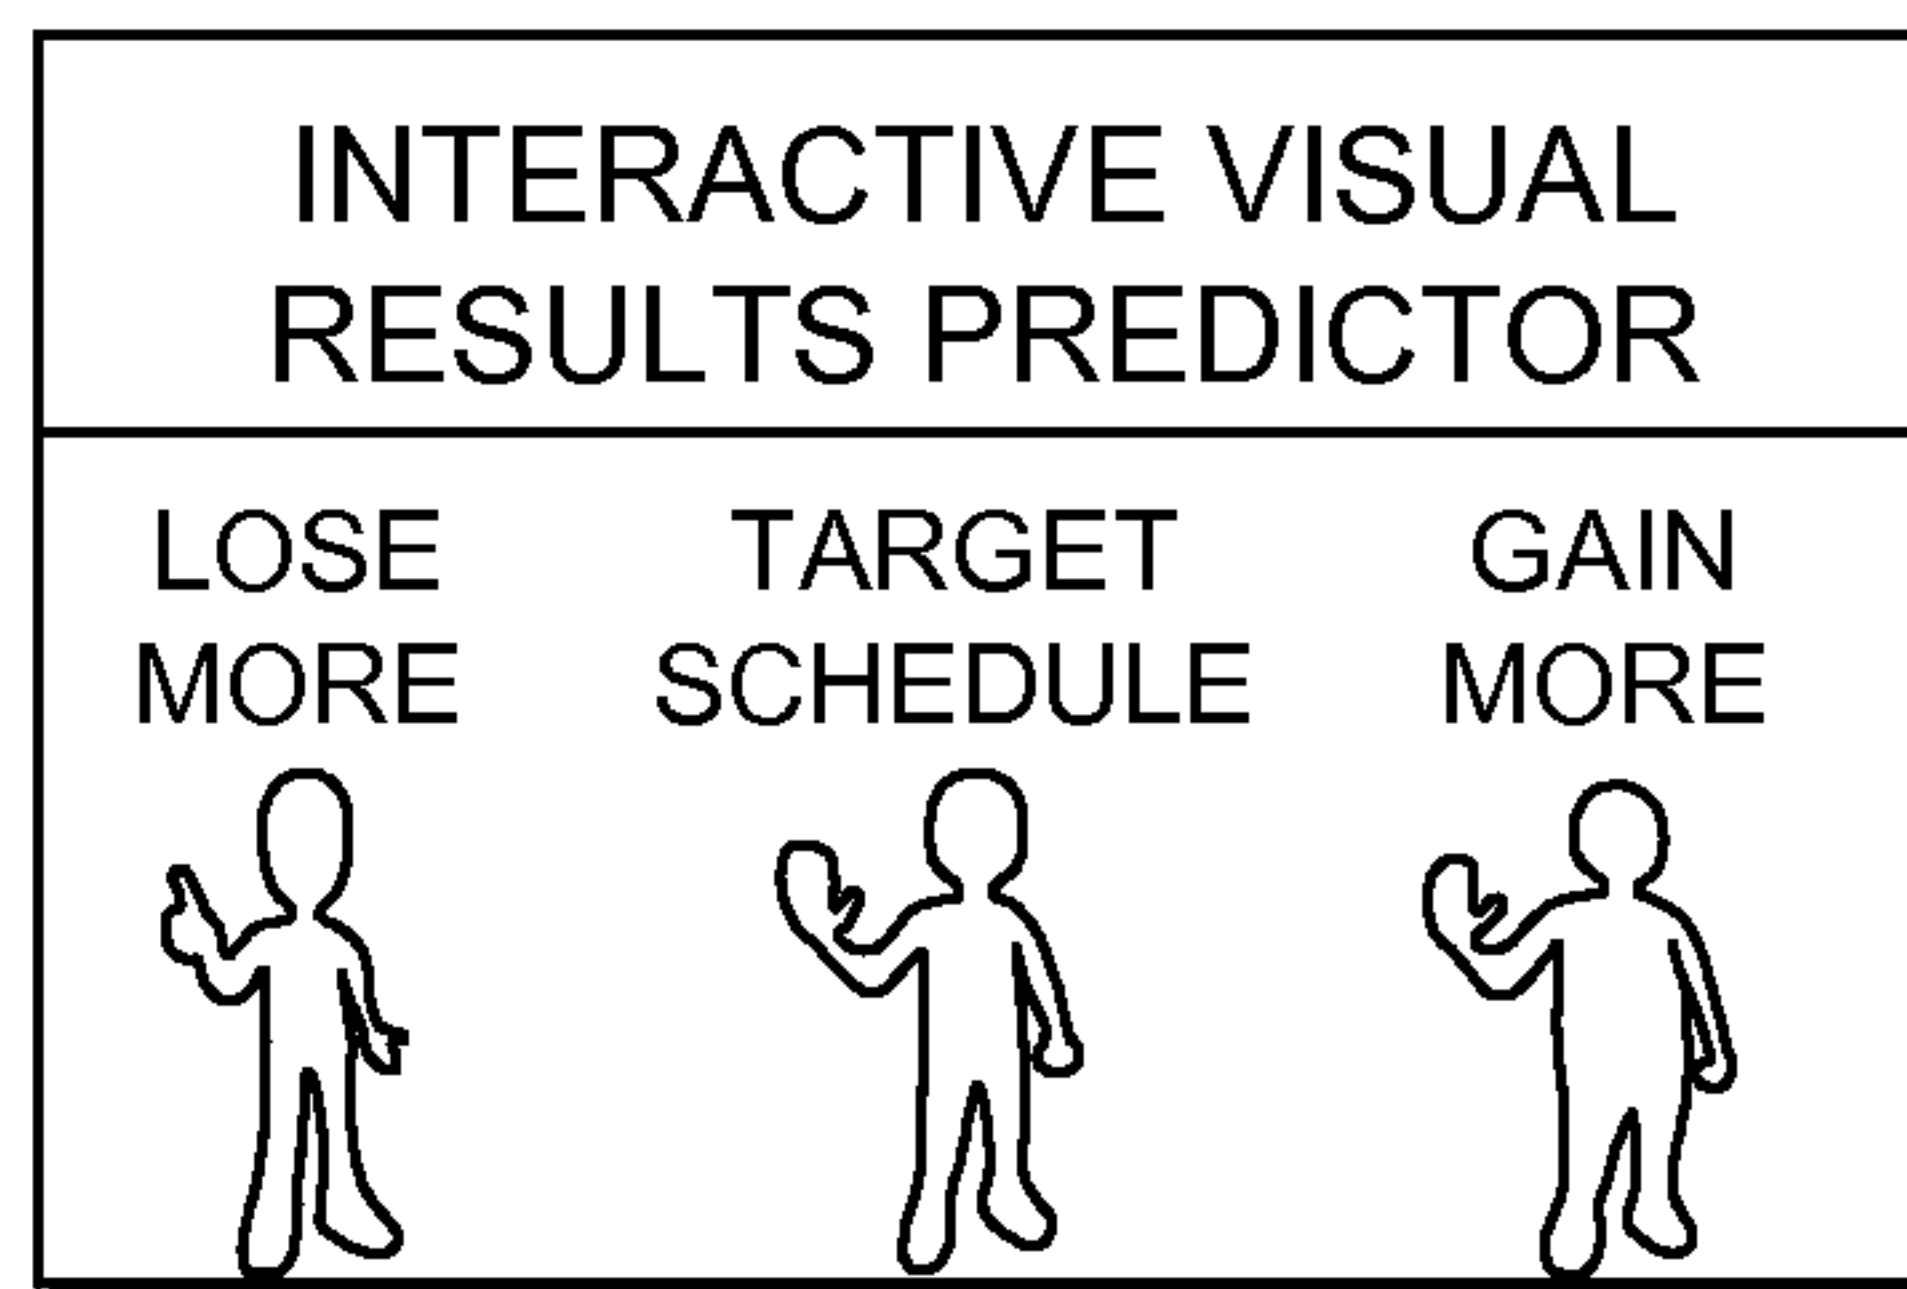 INTERACTIVE VISUAL
RESULTS PREDICTOR
LOSE
MORE
TARGET
SCHEDULE
GAIN
MORE